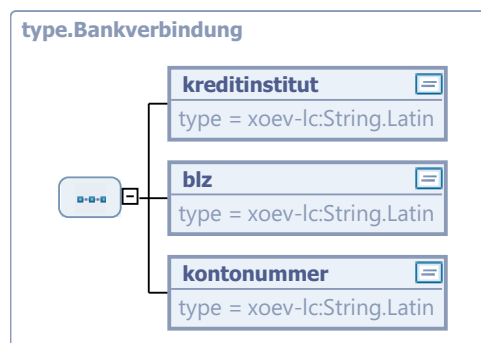 type.Bankverbindung
kreditinstitut
type = xoev-lc:String.Latin
blz
type = xoev-lc:String.Latin
kontonummer
type = xoev-lc:String.Latin